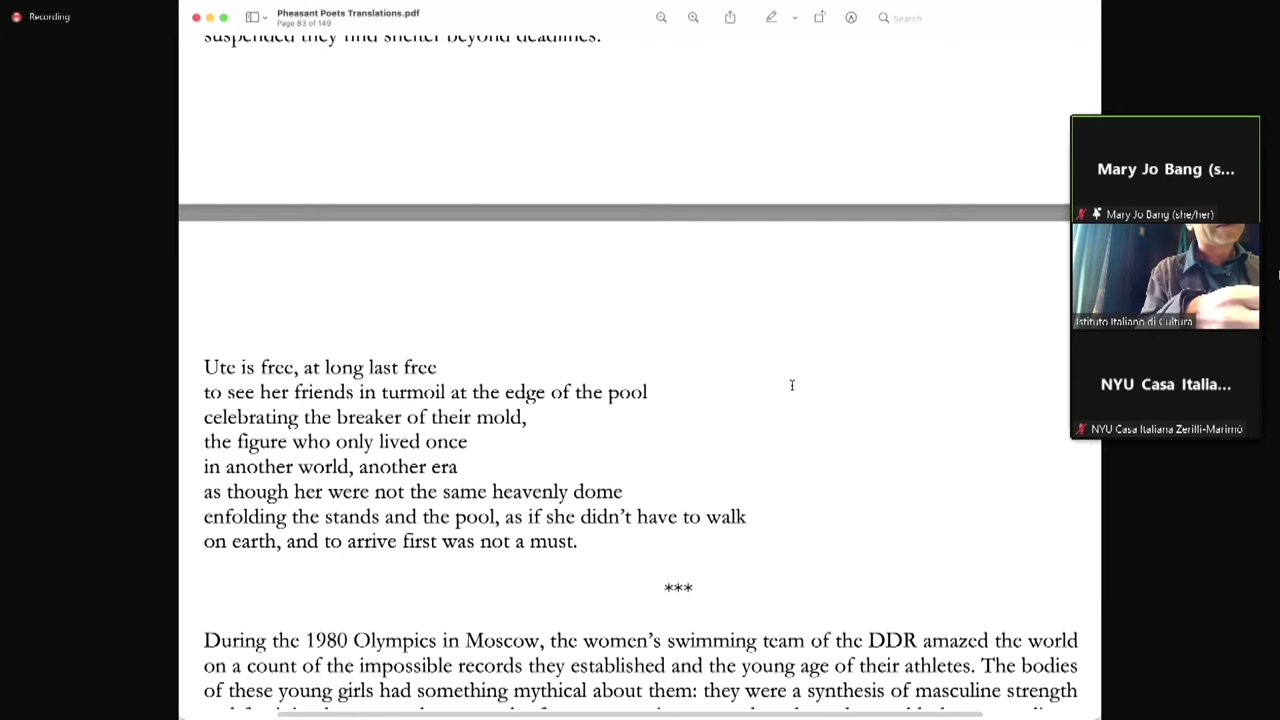 Recording
Pheasant Poets Translations.pdf
Page 83 of 149
Search
suspended they find shelter beyond deadlines.
Mary Jo Bang (s...
Mary Jo Bang (she/her)
Istituto Italiano di Cultura
NYU Casa Italia...
NYU Casa Italiana Zerilli-Marimò
Ute is free, at long last free
to see her friends in turmoil at the edge of the pool
celebrating the breaker of their mold,
the figure who only lived once
in another world, another era
as though her were not the same heavenly dome
enfolding the stands and the pool, as if she didn't have to walk
on earth, and to arrive first was not a must.
***
During the 1980 Olympics in Moscow, the women's swimming team of the DDR amazed the world
on a count of the impossible records they established and the young age of their athletes. The bodies
of these young girls had something mythical about them: they were a synthesis of masculine strength